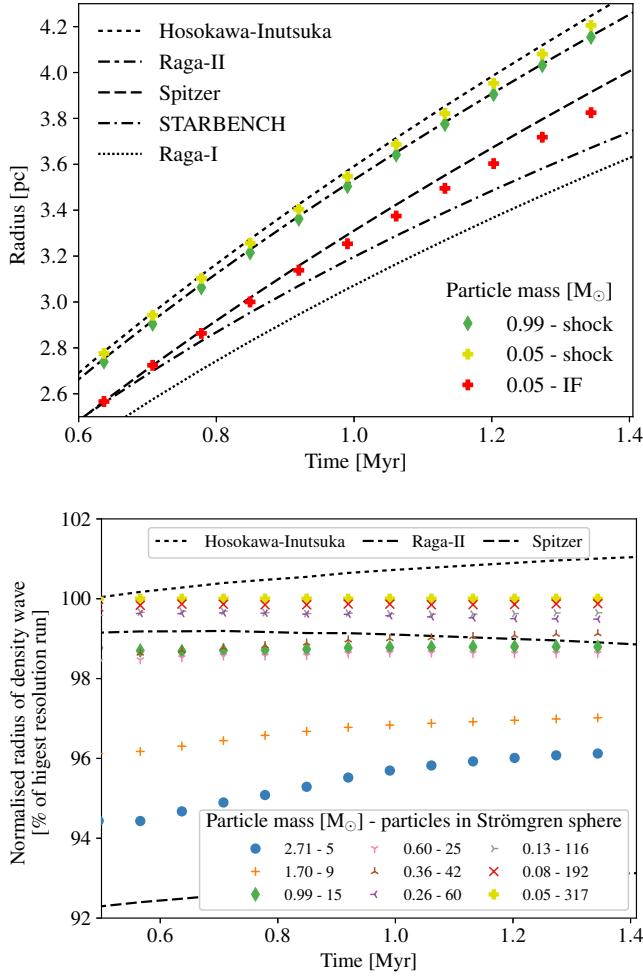 4.2
4.0
3.8
3.6
3.4
3.2
3.0
2.8
2.6
Radius [pc]
Hosokawa-Inutsuka
Raga-II
Spitzer
STARBENCH
Raga-I
Particle mass [M⊙]
0.99 - shock
0.05 - shock
0.05 - IF
0.6 0.8 1.0 1.2 1.4
Time [Myr]
102
100
98
96
94
92
Normalised radius of density wave
[% of higest resolution run]
Hosokawa-Inutsuka Raga-II Spitzer
Particle mass [M⊙] - particles in Strömgren sphere
2.71 - 5 0.60 - 25 0.13 - 116
1.70 - 9 0.36 - 42 0.08 - 192
0.99 - 15 0.26 - 60 0.05 - 317
0.6 0.8 1.0 1.2 1.4
Time [Myr]